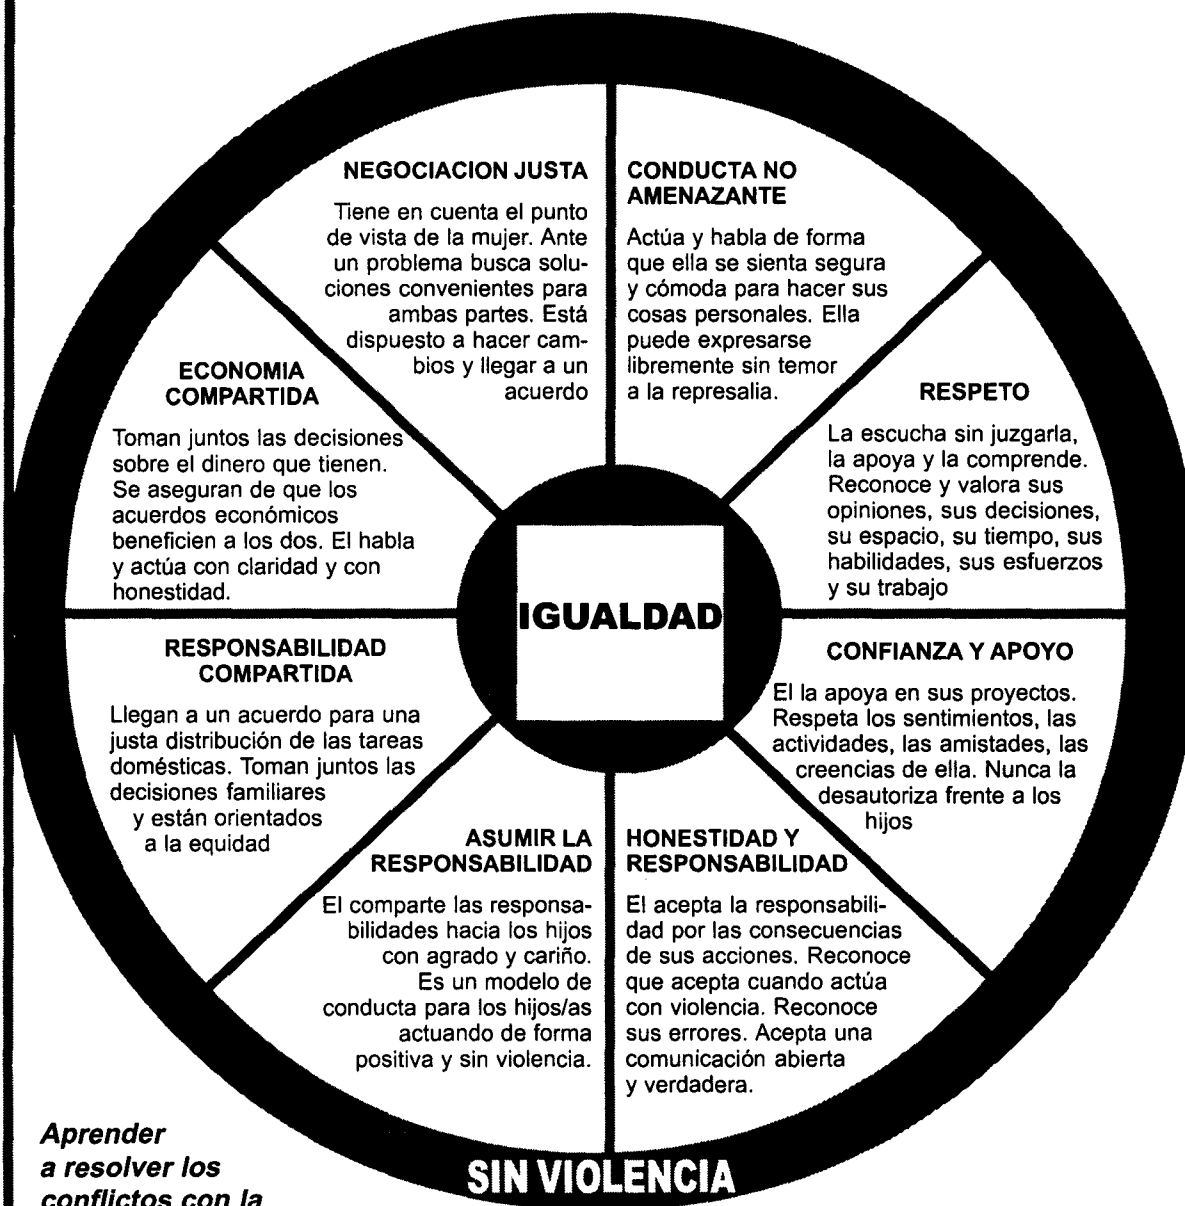 NEGOCIACION JUSTA
Tiene en cuenta el punto
de vista de la mujer. Ante
un problema busca solu-
ciones convenientes para
ambas partes. Está
dispuesto a hacer cam-
bios y llegar a un
acuerdo
CONDUCTA NO
AMENAZANTE
Actúa y habla de forma
que ella se sienta segura
y cómoda para hacer sus
cosas personales. Ella
puede expresarse
libremente sin temor
a la represalia.
ECONOMIA
COMPARTIDA
Toman juntos las decisiones
sobre el dinero que tienen.
Se aseguran de que los
acuerdos económicos
beneficien a los dos. El habla
y actúa con claridad y con
honestidad.
RESPETO
La escucha sin juzgarla,
la apoya y la comprende.
Reconoce y valora sus
opiniones, sus decisiones,
su espacio, su tiempo, sus
habilidades, sus esfuerzos
y su trabajo
IGUALDAD
RESPONSABILIDAD
COMPARTIDA
Llegan a un acuerdo para una
justa distribución de las tareas
domésticas. Toman juntos las
decisiones familiares
y están orientados
a la equidad
CONFIANZA Y APOYO
El la apoya en sus proyectos.
Respeta los sentimientos, las
actividades, las amistades, las
creencias de ella. Nunca la
desautoriza frente a los
hijos
ASUMIR LA
RESPONSABILIDAD
El comparte las responsa-
bilidades hacia los hijos
con agrado y cariño.
Es un modelo de
conducta para los hijos/as
actuando de forma
positiva y sin violencia.
HONESTIDAD Y
RESPONSABILIDAD
El acepta la responsabili-
dad por las consecuencias
de sus acciones. Reconoce
que acepta cuando actúa
con violencia. Reconoce
sus errores. Acepta una
comunicación abierta
y verdadera.
SIN VIOLENCIA
Aprender
a resolver los
conflictos con la